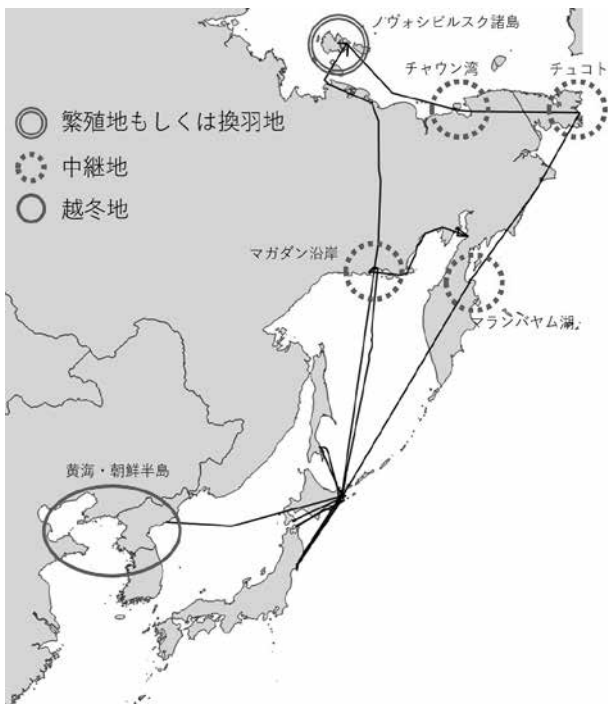 ノヴォシビルスク諸島
チャウン湾
チュコト
繁殖地もしくは換羽地
中継地
越冬地
マガダン沿岸
マランバヤム湖
黄海・朝鮮半島